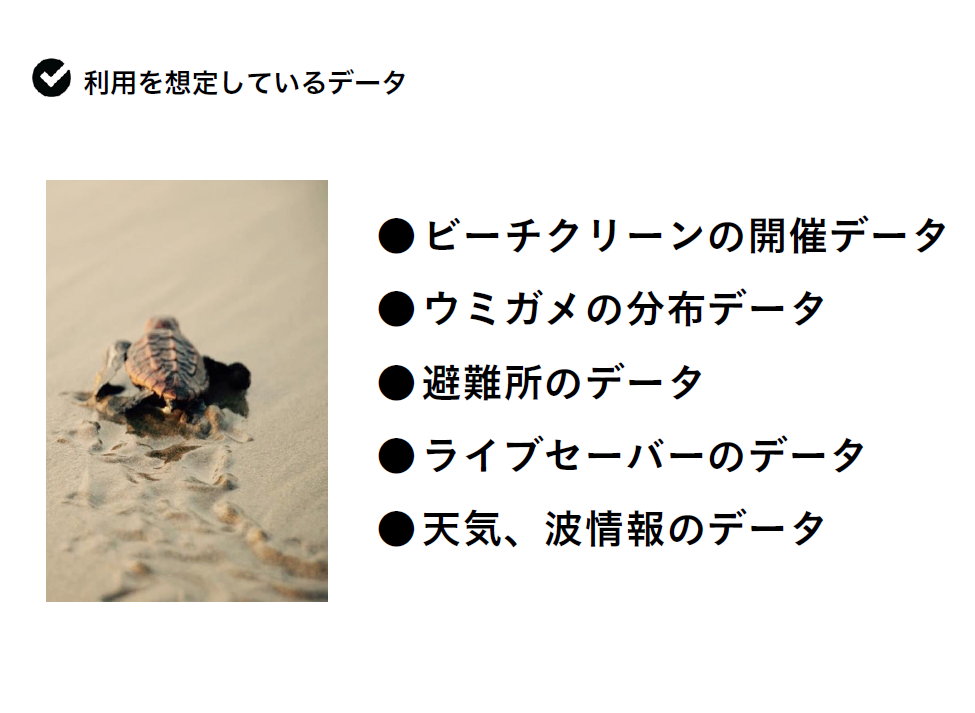 利用を想定しているデータ
●ビーチクリーンの開催データ
●ウミガメの分布データ
●避難所のデータ
●ライブセーバーのデータ
●天気、波情報のデータ